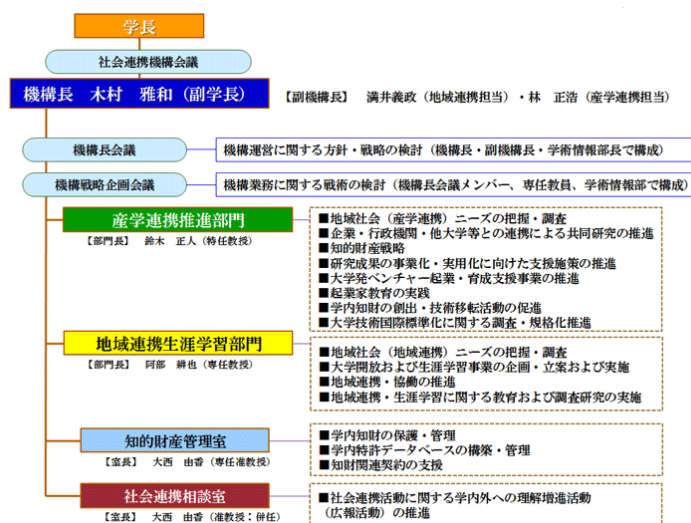 学長
社会連携機構会議
機構長 木村 雅和（副学長）
【副機構長】 満井義政（地域連携担当）・林 正浩（産学連携担当）
機構長会議
機構運営に関する方針・戦略の検討（機構長・副機構長・学術情報部長で構成）
機構戦略企画会議
機構業務に関する戦術の検討（機構長会議メンバー、専任教員、学術情報部で構成）
産学連携推進部門
【部門長】 鈴木 正人（特任教授）
■地域社会（産学連携）ニーズの把握・調査
■企業・行政機関・他大学等との連携による共同研究の推進
■知的財産戦略
■研究成果の事業化・実用化に向けた支援施策の推進
■大学発ベンチャー起業・育成支援事業の推進
■起業家教育の実践
■学内知財の創出・技術移転活動の促進
■大学技術国際標準化に関する調査・規格化推進
地域連携生涯学習部門
【部門長】 阿部 耕也（専任教授）
■地域社会（地域連携）ニーズの把握・調査
■大学開放および生涯学習事業の企画・立案および実施
■地域連携・協働の推進
■地域連携・生涯学習に関する教育および調査研究の実施
知的財産管理室
【室長】 大西 由香（専任准教授）
■学内知財の保護・管理
■学内特許データベースの構築・管理
■知財関連契約の支援
社会連携相談室
【室長】 大西 由香（准教授：併任）
■社会連携活動に関する学内外への理解増進活動
（広報活動）の推進